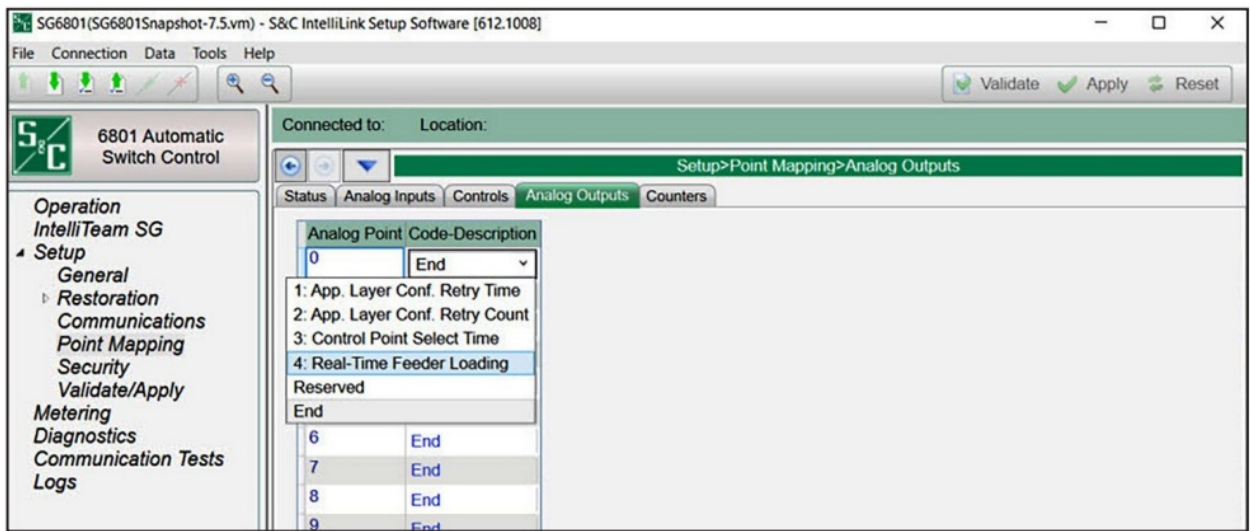 SG6801(SG6801Snapshot-7.5.vm) - S&C IntelliLink Setup Software [612.1008]
File Connection Data Tools Help
Validate Apply Reset
S&C
6801 Automatic
Switch Control
Connected to: Location:
Setup>Point Mapping>Analog Outputs
Status Analog Inputs Controls Analog Outputs Counters
Operation
IntelliTeam SG
Setup
General
Restoration
Communications
Point Mapping
Security
Validate/Apply
Metering
Diagnostics
Communication Tests
Logs
Analog Point Code-Description
0 End
1: App. Layer Conf. Retry Time
2: App. Layer Conf. Retry Count
3: Control Point Select Time
4: Real-Time Feeder Loading
Reserved
End
6 End
7 End
8 End
9 End